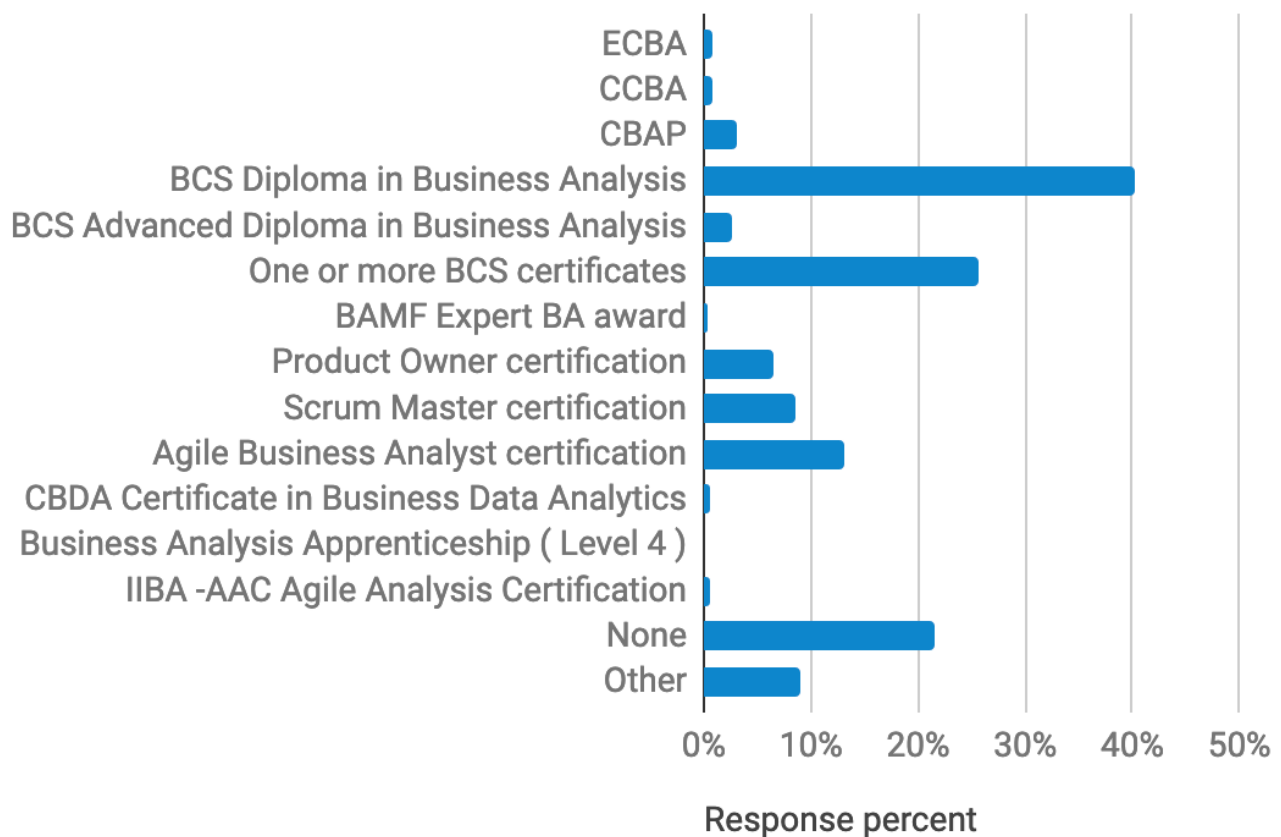 ECBA
CCBA
CBAP
BCS Diploma in Business Analysis
BCS Advanced Diploma in Business Analysis
One or more BCS certificates
BAMF Expert BA award
Product Owner certification
Scrum Master certification
Agile Business Analyst certification
CBDA Certificate in Business Data Analytics
Business Analysis Apprenticeship ( Level 4 )
IIBA -AAC Agile Analysis Certification
None
Other
0% 10% 20% 30% 40% 50%
Response percent